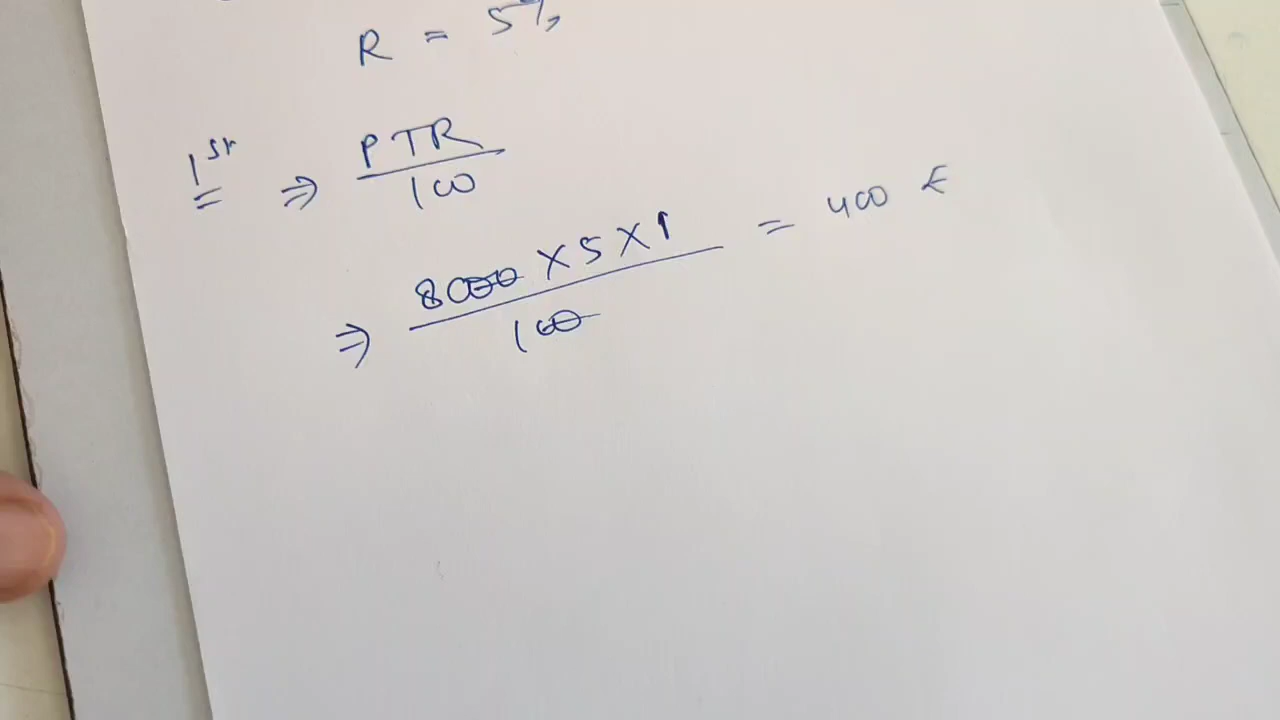 R = 5%
1st ⇒ PTR
100
⇒ 8000 × 5 × 1
100
= 400 €